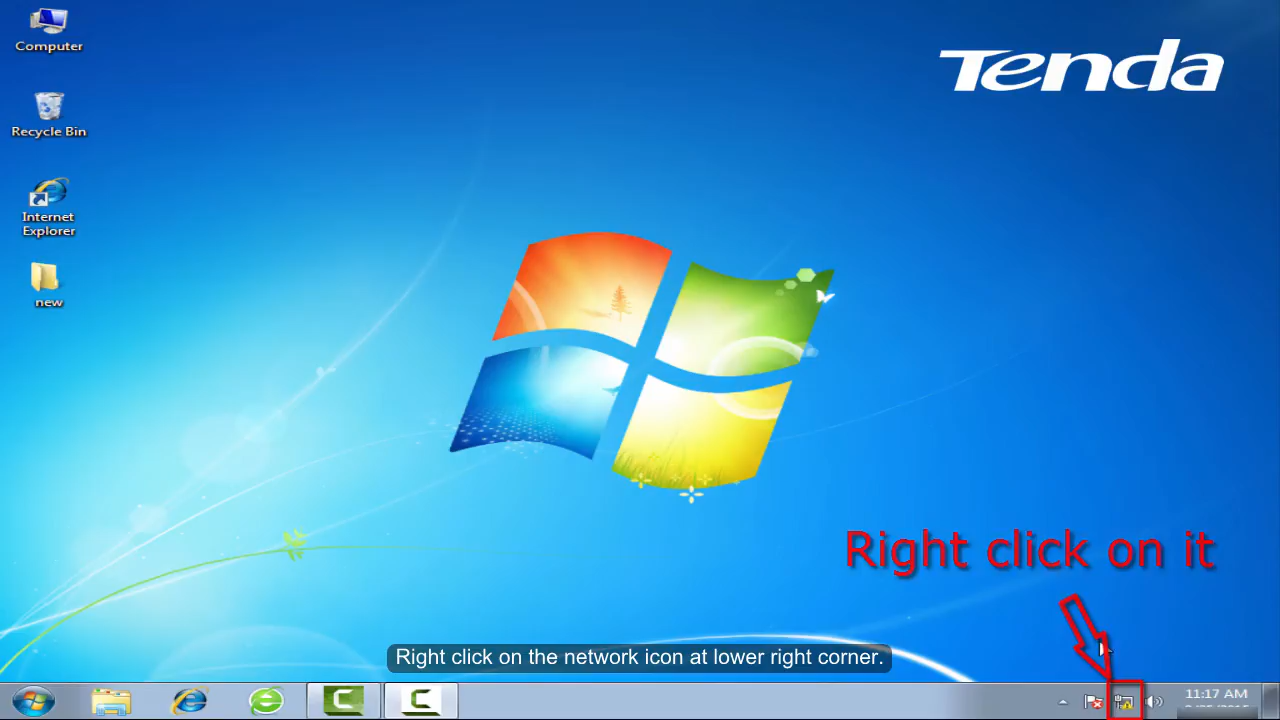 Computer
Tenda
Recycle Bin
Internet
Explorer
new
Right click on it
Right click on the network icon at lower right corner.
11:17 AM